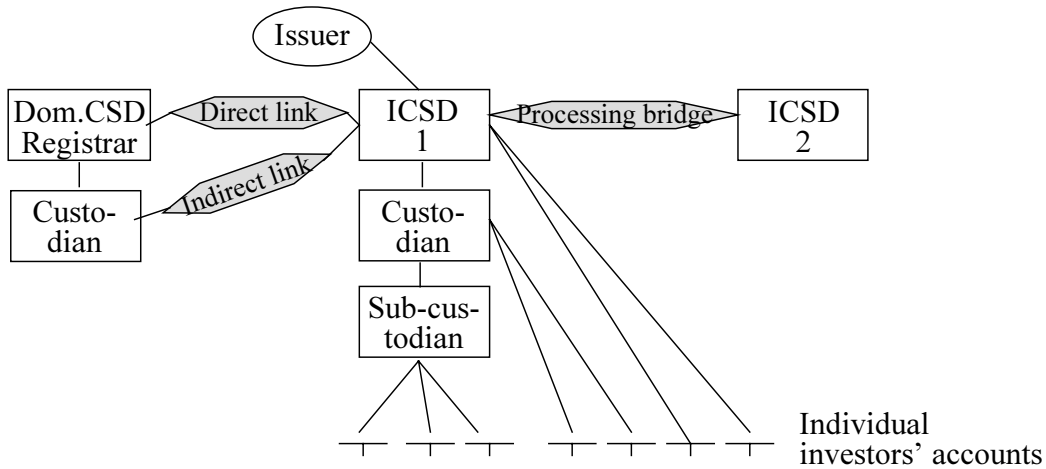 Issuer
Dom.CSD
Registrar
Direct link
ICSD
1
Processing bridge
ICSD
2
Indirect link
Custo-
dian
Custo-
dian
Sub-cus-
todian
Individual
investors’ accounts